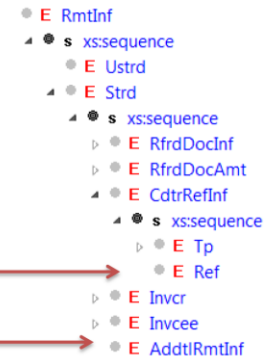 E RmtInf
s xs:sequence
E Ustrd
E Strd
s xs:sequence
E RfrdDocInf
E RfrdDocAmt
E CdtrRefInf
s xs:sequence
E Tp
E Ref
E Invcr
E Invcee
E AddtlRmtInf